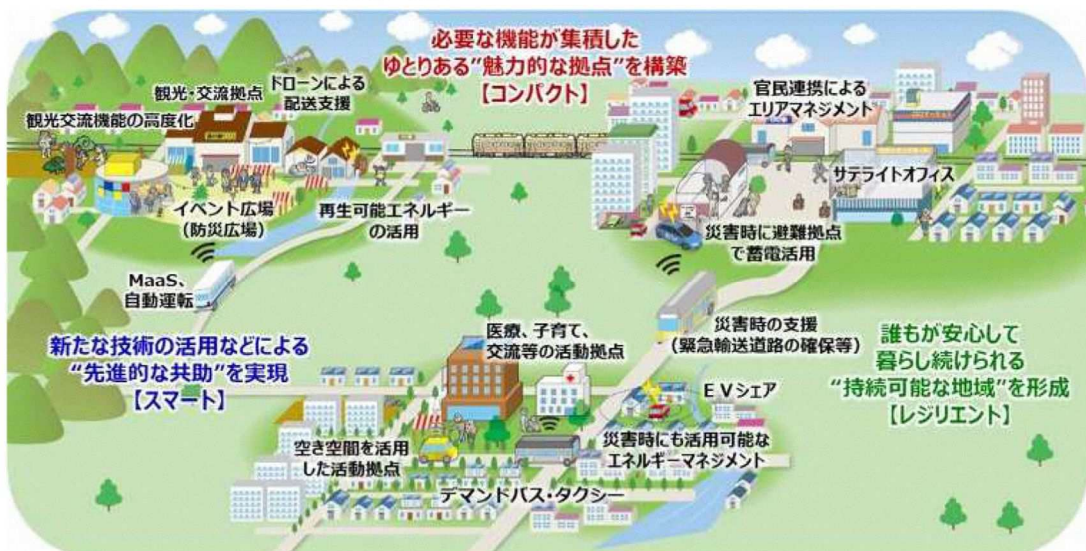 必要な機能が集積した
ゆとりある"魅力的な拠点"を構築
【コンパクト】
ドローンによる
配送支援
観光・交流拠点
観光交流機能の高度化
官民連携による
エリアマネジメント
サテライトオフィス
イベント広場
(防災広場)
再生可能エネルギー
の活用
災害時に避難拠点
で蓄電活用
MaaS、
自動運転
新たな技術の活用などによる
"先進的な共助"を実現
【スマート】
医療、子育て、
交流等の活動拠点
災害時の支援
(緊急輸送道路の確保等)
誰もが安心して
暮らし続けられる
"持続可能な地域"を形成
【レジリエント】
EVシェア
空き空間を活用
した活動拠点
災害時にも活用可能な
エネルギーマネジメント
デマンドバス・タクシー